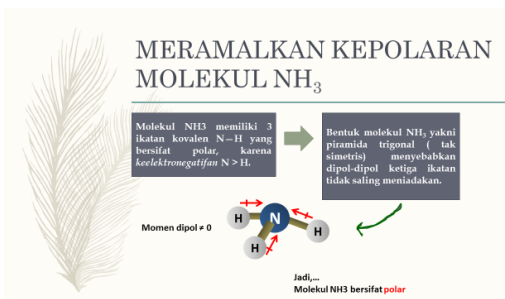 MERAMALKAN KEPOLARAN
MOLEKUL NH₃
Molekul NH3 memiliki 3
ikatan kovalen N−H yang
bersifat polar, karena
keelektronegatifan N > H.
Bentuk molekul NH₃ yakni
piramida trigonal ( tak
simetris) menyebabkan
dipol-dipol ketiga ikatan
tidak saling meniadakan.
Momen dipol ≠ 0
H
N
H
H
Jadi,...
Molekul NH3 bersifat polar